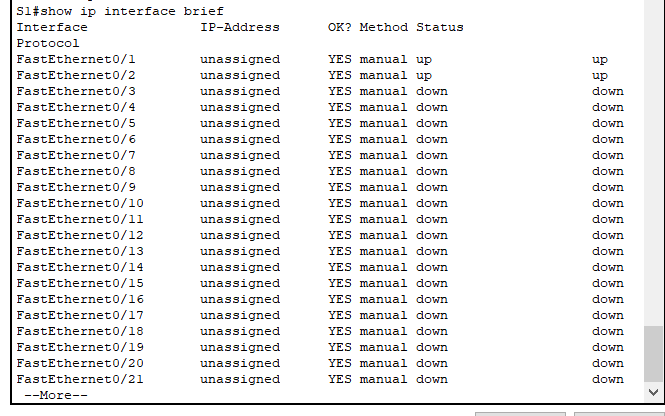 S1#show ip interface brief
Interface IP-Address OK? Method Status
Protocol
FastEthernet0/1 unassigned YES manual up up
FastEthernet0/2 unassigned YES manual up up
FastEthernet0/3 unassigned YES manual down down
FastEthernet0/4 unassigned YES manual down down
FastEthernet0/5 unassigned YES manual down down
FastEthernet0/6 unassigned YES manual down down
FastEthernet0/7 unassigned YES manual down down
FastEthernet0/8 unassigned YES manual down down
FastEthernet0/9 unassigned YES manual down down
FastEthernet0/10 unassigned YES manual down down
FastEthernet0/11 unassigned YES manual down down
FastEthernet0/12 unassigned YES manual down down
FastEthernet0/13 unassigned YES manual down down
FastEthernet0/14 unassigned YES manual down down
FastEthernet0/15 unassigned YES manual down down
FastEthernet0/16 unassigned YES manual down down
FastEthernet0/17 unassigned YES manual down down
FastEthernet0/18 unassigned YES manual down down
FastEthernet0/19 unassigned YES manual down down
FastEthernet0/20 unassigned YES manual down down
FastEthernet0/21 unassigned YES manual down down
--More--